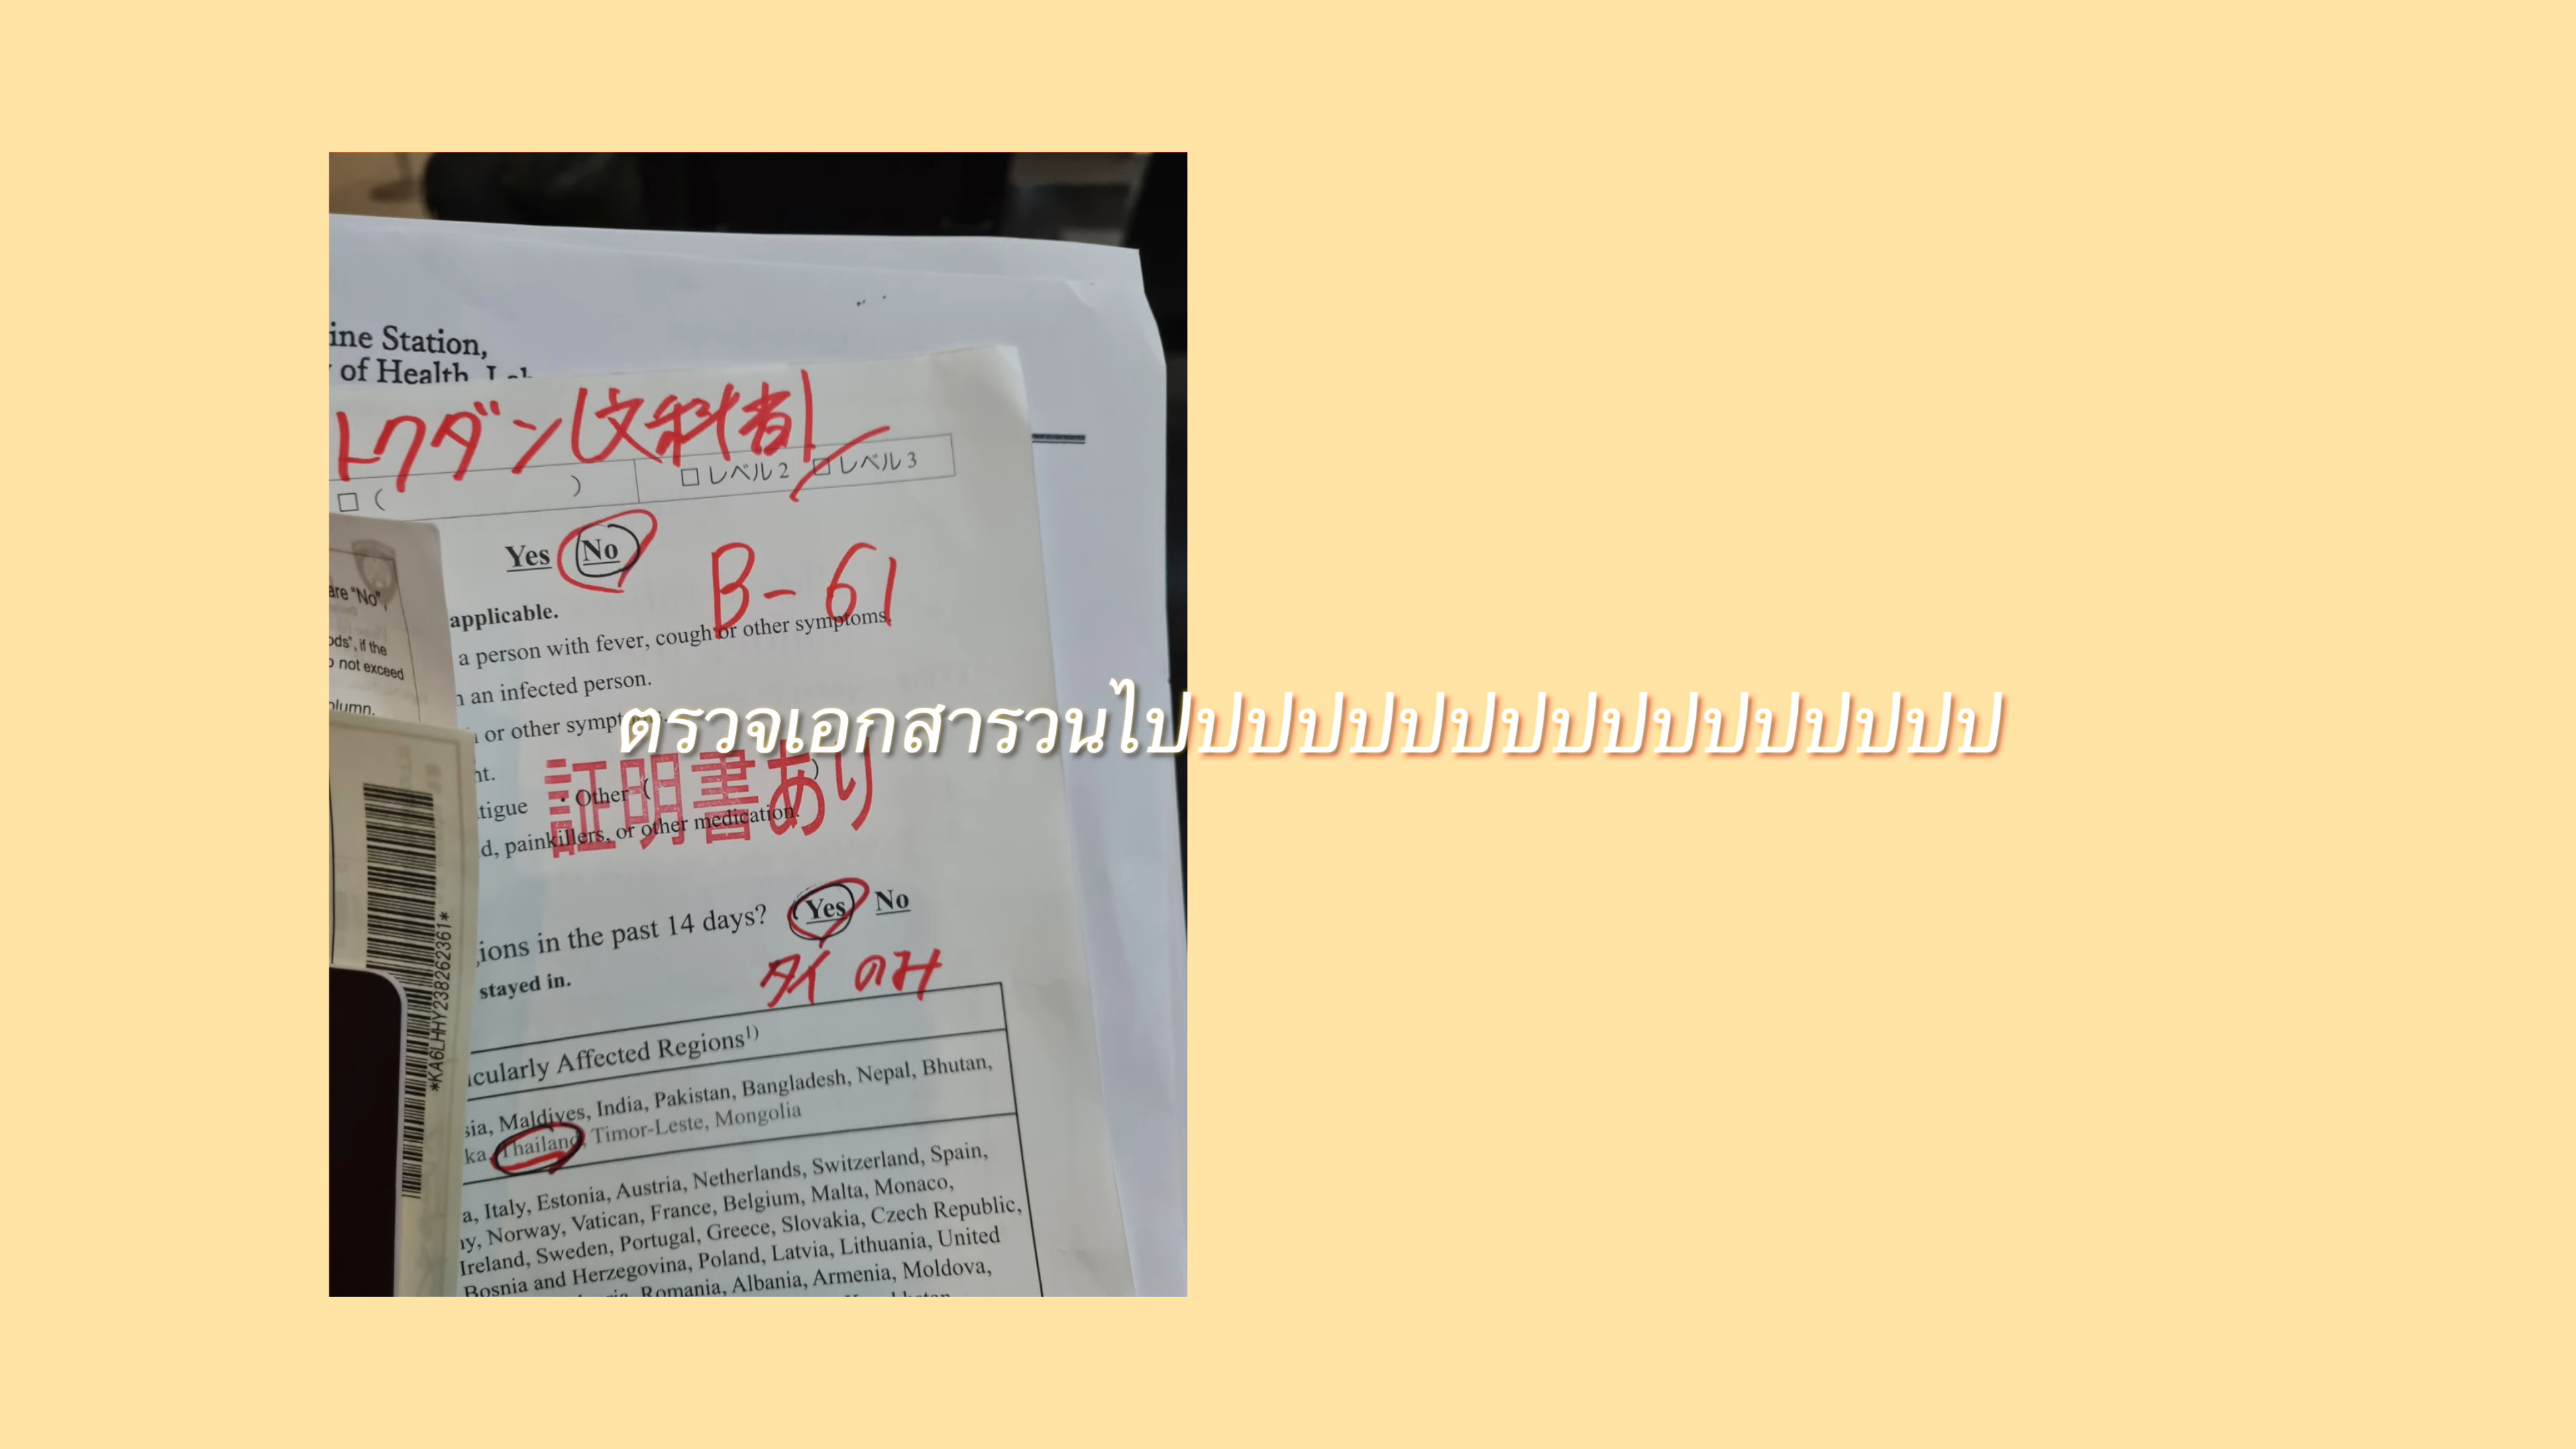 ine Station,
of Health, Lab
トクダン(文科省)
□ ( ) □ レベル2 □ レベル3
Yes No
B-61
are "No",
applicable.
a person with fever, cough or other symptoms.
ods", if the
o not exceed
an infected person.
olumn.
or other sympt
ตรวจเอกสารวนไปปปปปปปปปปปปปปปปปป
nt.
tigue ・Other ( )
証明書あり
d, painkillers, or other medication.
ions in the past 14 days? Yes No
stayed in.
タイ
*KA6LHHY238262361*
icularly Affected Regions1)
sia, Maldives, India, Pakistan, Bangladesh, Nepal, Bhutan,
ka, Thailand, Timor-Leste, Mongolia
a, Italy, Estonia, Austria, Netherlands, Switzerland, Spain,
ny, Norway, Vatican, France, Belgium, Malta, Monaco,
Ireland, Sweden, Portugal, Greece, Slovakia, Czech Republic,
Bosnia and Herzegovina, Poland, Latvia, Lithuania, United
Romania, Albania, Armenia, Moldova,